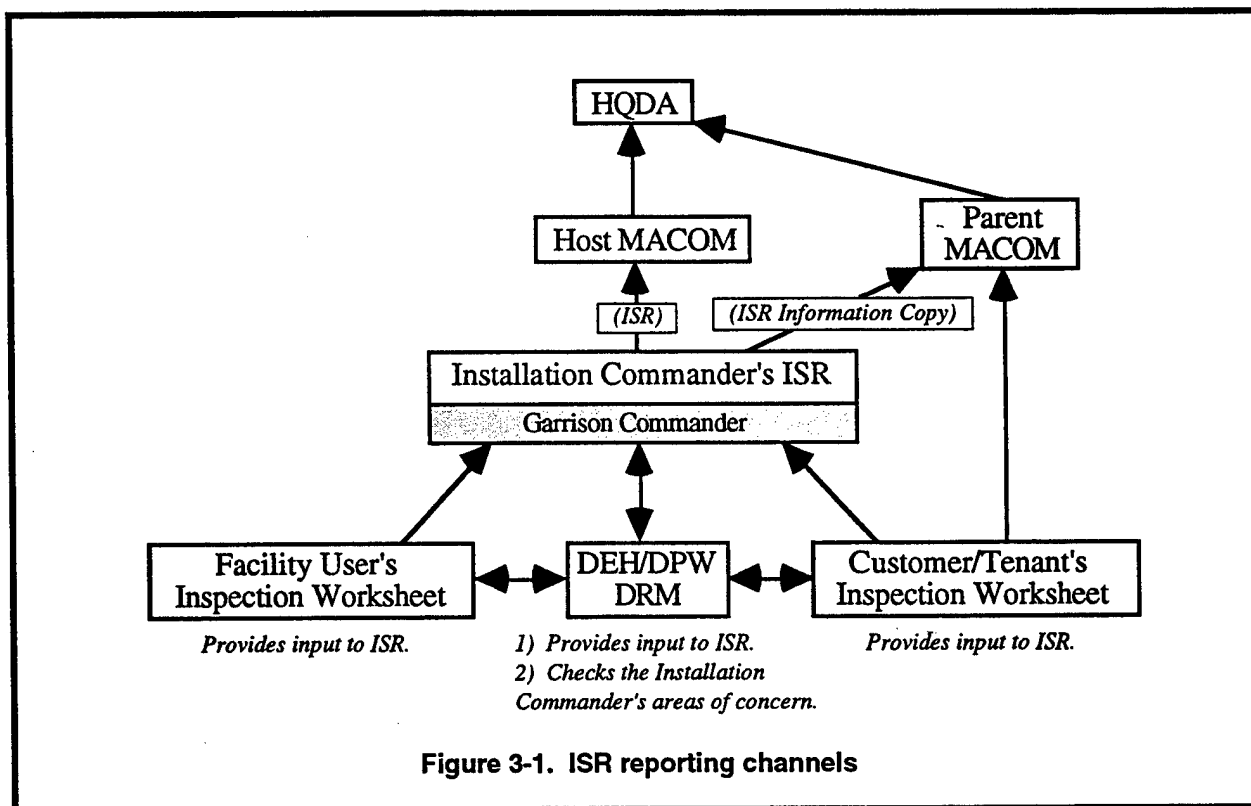 HQDA
Host MACOM
Parent
MACOM
(ISR)
(ISR Information Copy)
Installation Commander's ISR
Garrison Commander
Facility User's
Inspection Worksheet
DEH/DPW
DRM
Customer/Tenant's
Inspection Worksheet
Provides input to ISR.
1) Provides input to ISR.
2) Checks the Installation
Commander's areas of concern.
Provides input to ISR.
Figure 3-1. ISR reporting channels